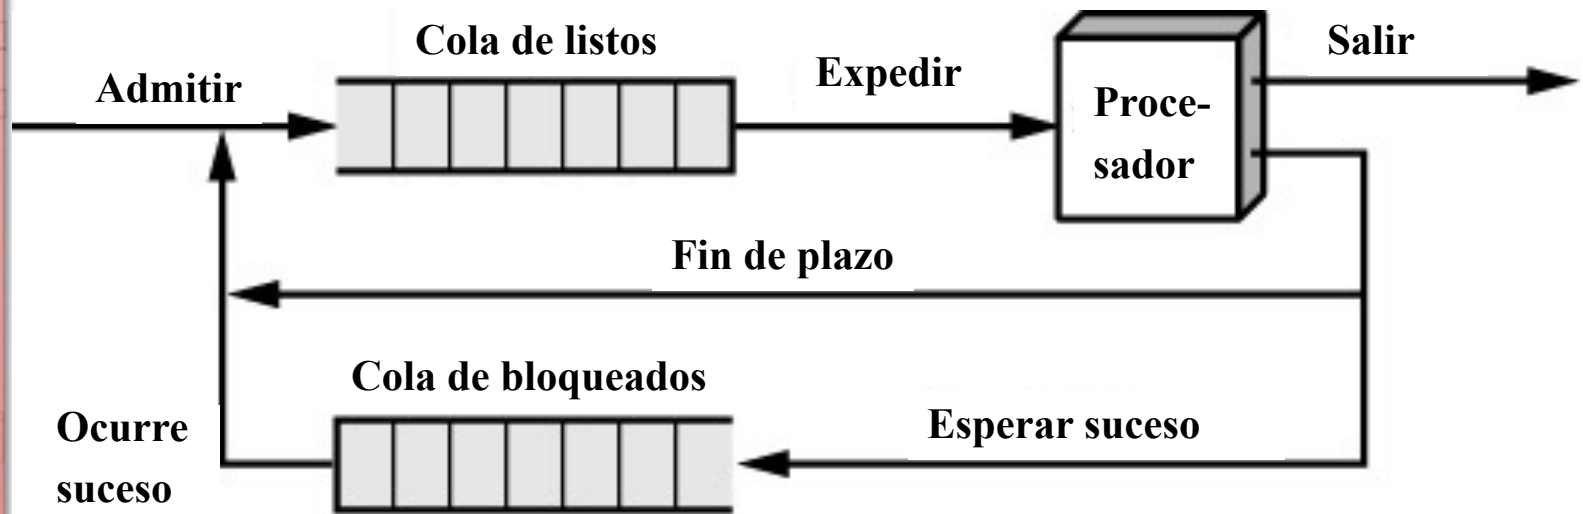 Cola de listos
Salir
Admitir
Expedir
Proce-
sador
Fin de plazo
Cola de bloqueados
Ocurre
suceso
Esperar suceso